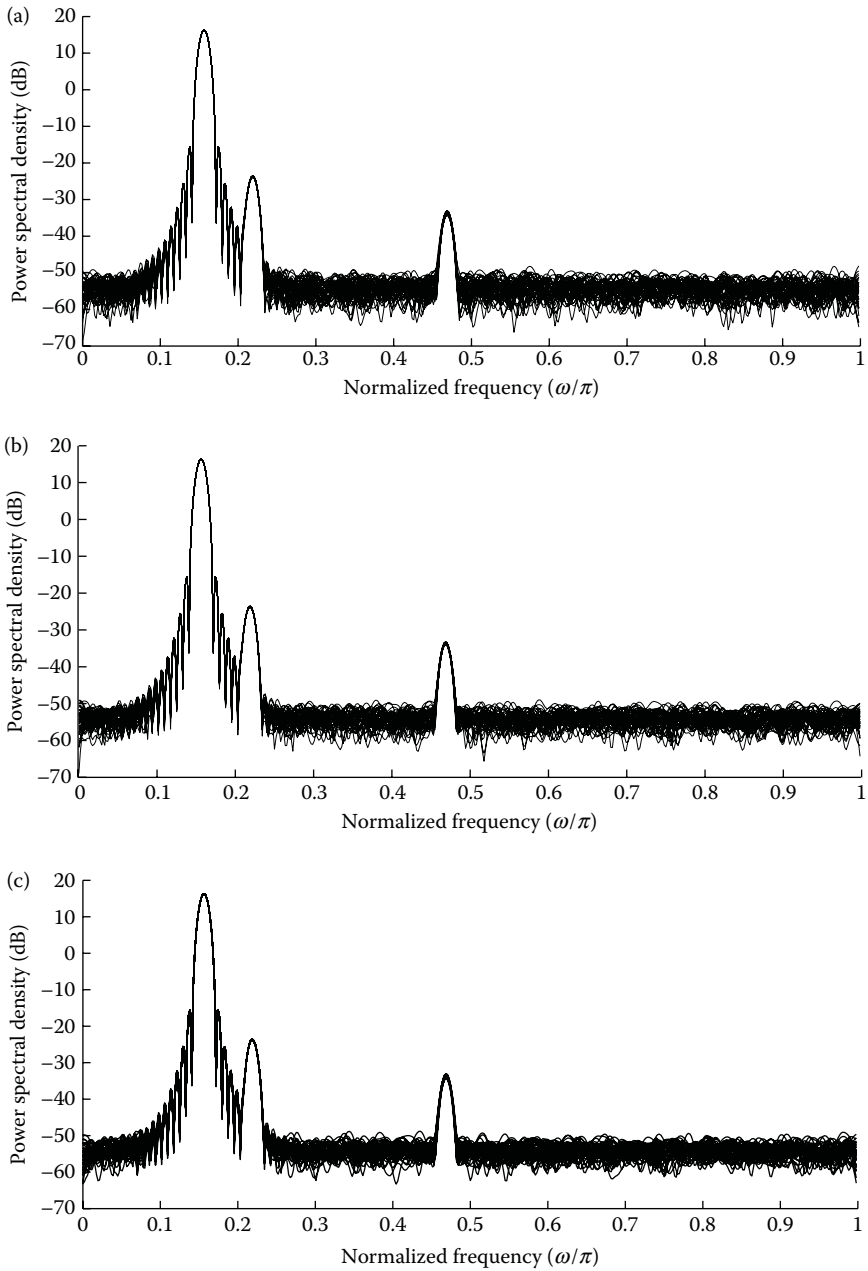 (a)
Power spectral density (dB)
20
10
0
–10
–20
–30
–40
–50
–60
–70
0 0.1 0.2 0.3 0.4 0.5 0.6 0.7 0.8 0.9 1
Normalized frequency (ω/π)
(b)
Power spectral density (dB)
20
10
0
–10
–20
–30
–40
–50
–60
–70
0 0.1 0.2 0.3 0.4 0.5 0.6 0.7 0.8 0.9 1
Normalized frequency (ω/π)
(c)
Power spectral density (dB)
20
10
0
–10
–20
–30
–40
–50
–60
–70
0 0.1 0.2 0.3 0.4 0.5 0.6 0.7 0.8 0.9 1
Normalized frequency (ω/π)